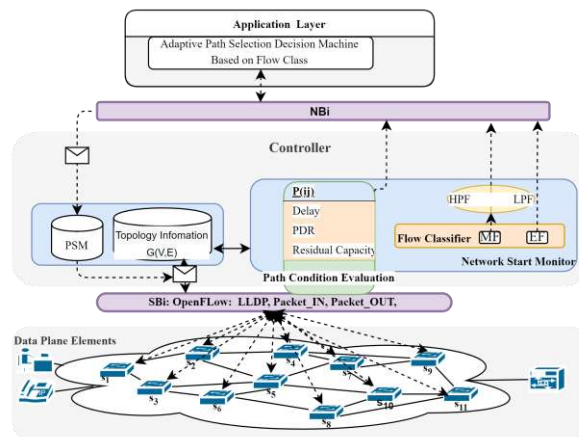 Application Layer
Adaptive Path Selection Decision Machine
Based on Flow Class
NBi
Controller
P(ij)
HPF
LPF
Delay
PSM
Topology Infomation
G(V,E)
PDR
Flow Classifier
MF
EF
Residual Capacity
Network Start Monitor
Path Condition Evaluation
SBi: OpenFLow: LLDP, Packet_IN, Packet_OUT,
Data Plane Elements
s1
2
s4
s7
s9
s3
s6
s5
s8
s10
s11